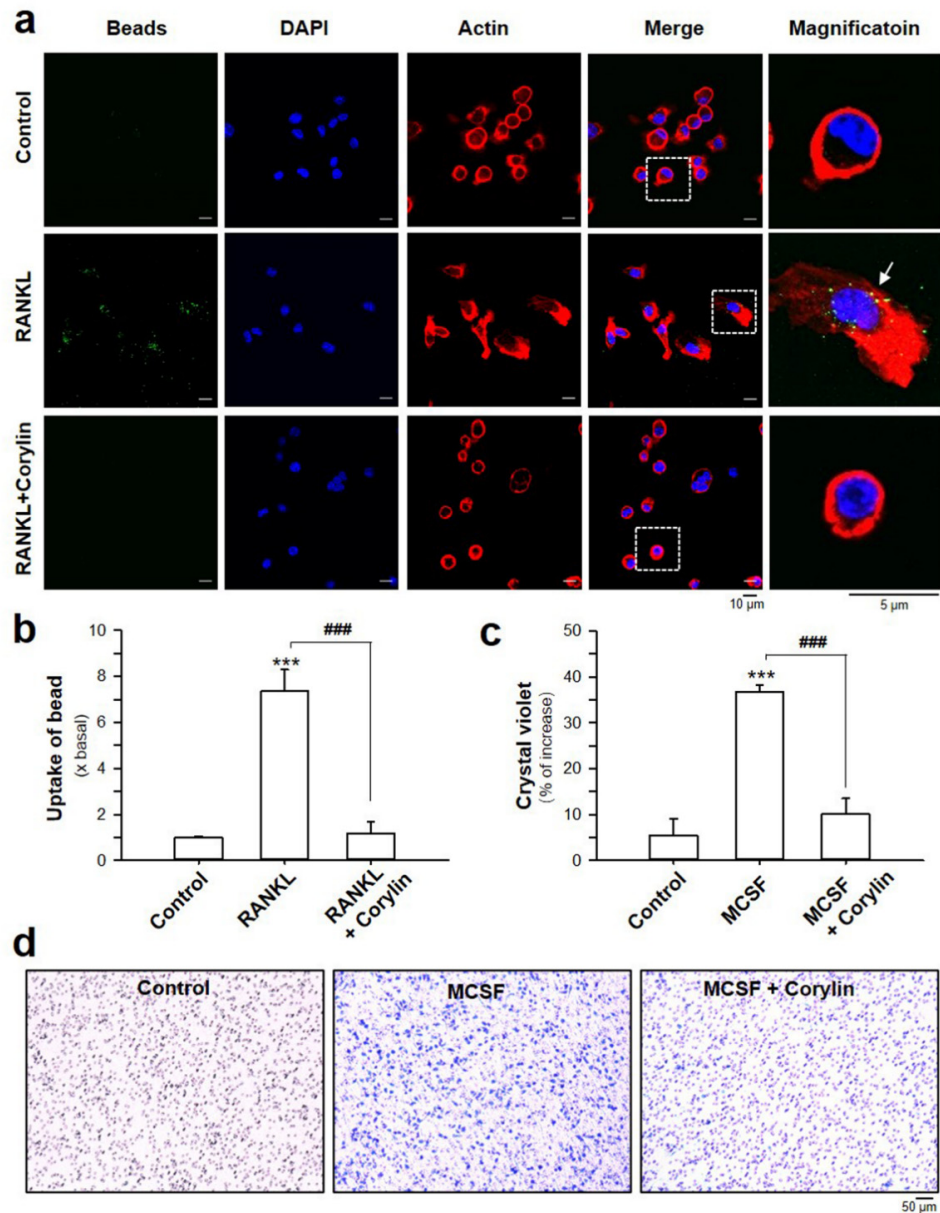 a
Beads DAPI Actin Merge Magnificatoin
Control
RANKL
RANKL+Corylin
10 µm 5 µm
b
Uptake of bead
(x basal)
10
8
6
4
2
0
***
###
Control
RANKL
RANKL
+ Corylin
c
Crystal violet
(% of increase)
50
40
30
20
10
0
***
###
Control
MCSF
MCSF
+ Corylin
d
Control MCSF MCSF + Corylin
50 µm